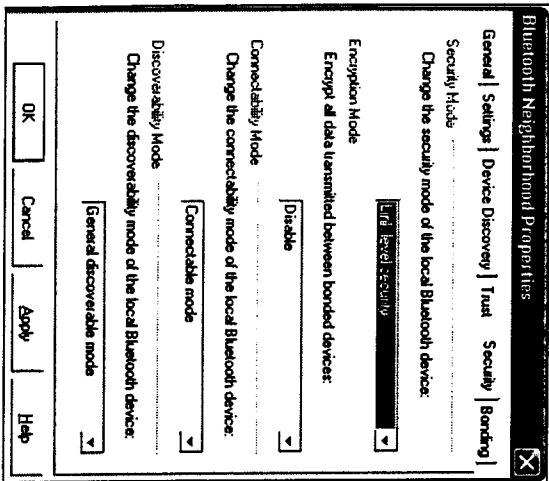 Bluetooth Neighborhood Properties
General Settings Device Discovery Trust Security Bonding
Security Mode
Change the security mode of the local Bluetooth device:
Link level security
Encryption Mode
Encrypt all data transmitted between bonded devices:
Disable
Connectability Mode
Change the connectability mode of the local Bluetooth device:
Connectable mode
Discoverability Mode
Change the discoverability mode of the local Bluetooth device:
General discoverable mode
OK Cancel Apply Help